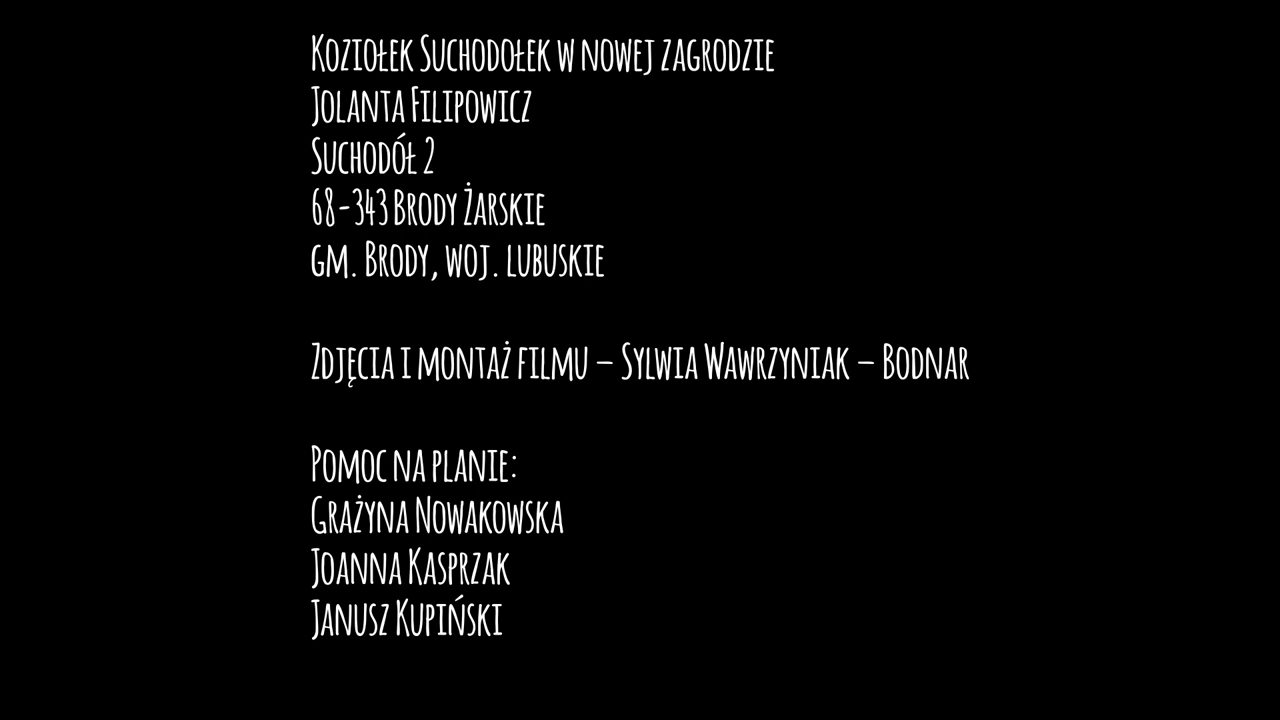 Koziołek Suchodołek w nowej zagrodzie
Jolanta Filipowicz
Suchodół 2
68-343 Brody Żarskie
gm. Brody, woj. lubuskie
Zdjęcia i montaż filmu – Sylwia Wawrzyniak – Bodnar
Pomoc na planie:
Grażyna Nowakowska
Joanna Kasprzak
Janusz Kupiński